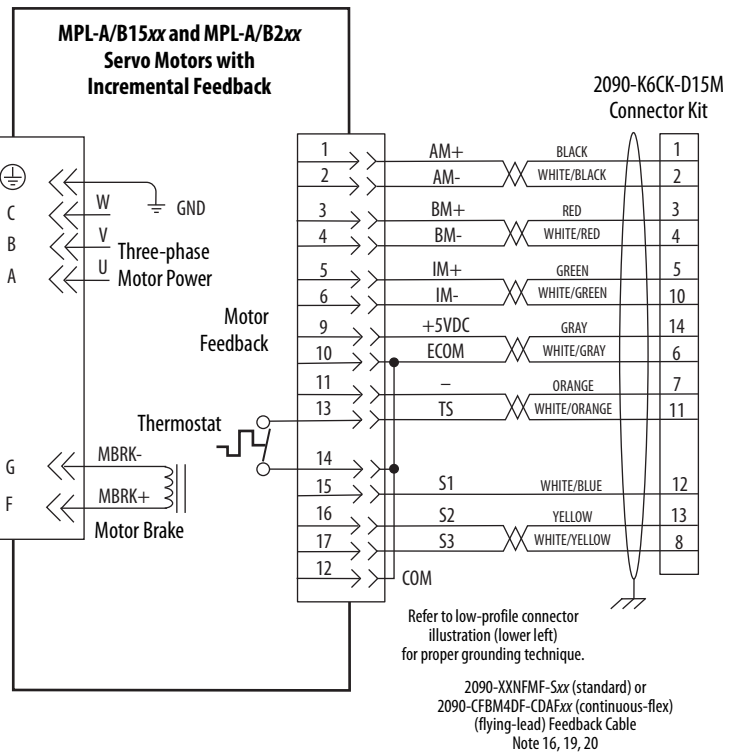 MPL-A/B15xx and MPL-A/B2xx
Servo Motors with
Incremental Feedback
2090-K6CK-D15M
Connector Kit
C
B
A
W
V
U
GND
Three-phase
Motor Power
Motor
Feedback
Thermostat
G
F
MBRK-
MBRK+
Motor Brake
1 AM+ BLACK 1
2 AM- WHITE/BLACK 2
3 BM+ RED 3
4 BM- WHITE/RED 4
5 IM+ GREEN 5
6 IM- WHITE/GREEN 10
9 +5VDC GRAY 14
10 ECOM WHITE/GRAY 6
11 – ORANGE 7
13 TS WHITE/ORANGE 11
14
15 S1 WHITE/BLUE 12
16 S2 YELLOW 13
17 S3 WHITE/YELLOW 8
12 COM
Refer to low-profile connector
illustration (lower left)
for proper grounding technique.
2090-XXNFMF-Sxx (standard) or
2090-CFBM4DF-CDAFxx (continuous-flex)
(flying-lead) Feedback Cable
Note 16, 19, 20